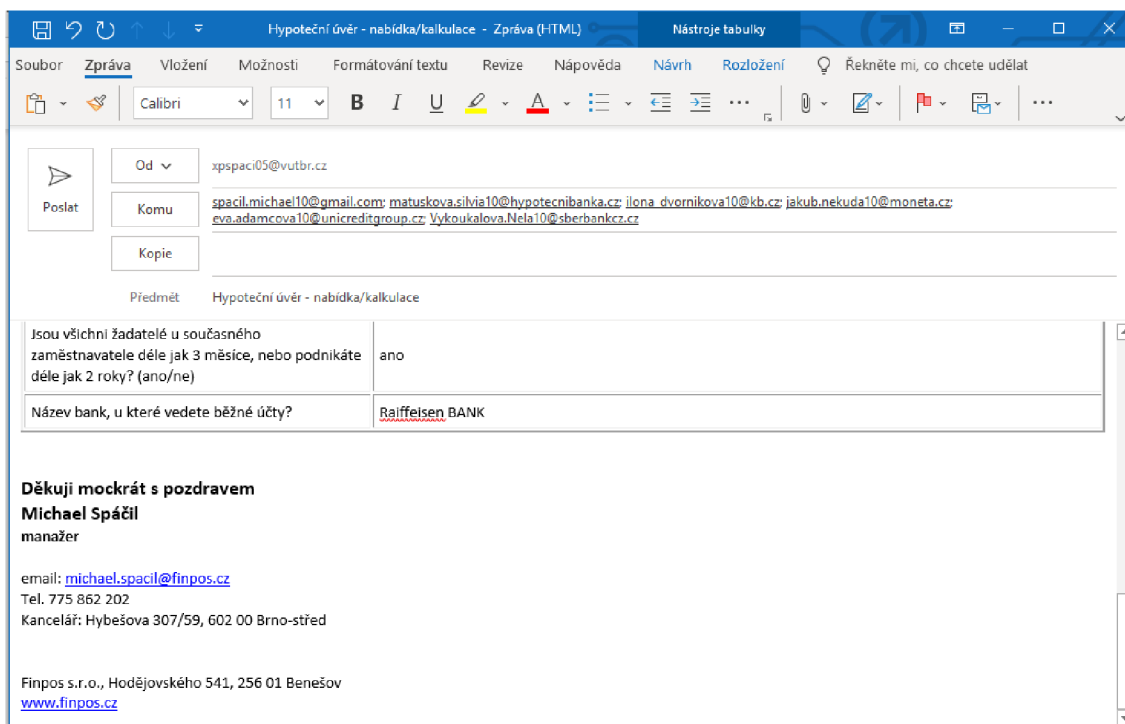 Hypoteční úvěr - nabídka/kalkulace - Zpráva (HTML)
Nástroje tabulky
Soubor Zpráva Vložení Možnosti Formátování textu Revize Nápověda Návrh Rozložení Řekněte mi, co chcete udělat
Calibri 11 B I U A
Od xpspaci05@vutbr.cz
Poslat
Komu spacil.michael10@gmail.com; matuskova.silvia10@hypotecnibanka.cz; ilona_dvornikova10@kb.cz; jakub.nekuda10@moneta.cz;
eva.adamcova10@unicreditgroup.cz; Vykoukalova.Nela10@sberbankcz.cz
Kopie
Předmět Hypoteční úvěr - nabídka/kalkulace
Jsou všichni žadatelé u současného
zaměstnavatele déle jak 3 měsíce, nebo podnikáte
déle jak 2 roky? (ano/ne)
ano
Název bank, u které vedete běžné účty?
Raiffeisen BANK
Děkuji mockrát s pozdravem
Michael Spáčil
manažer
email: michael.spacil@finpos.cz
Tel. 775 862 202
Kancelář: Hybešova 307/59, 602 00 Brno-střed
Finpos s.r.o., Hodějovského 541, 256 01 Benešov
www.finpos.cz